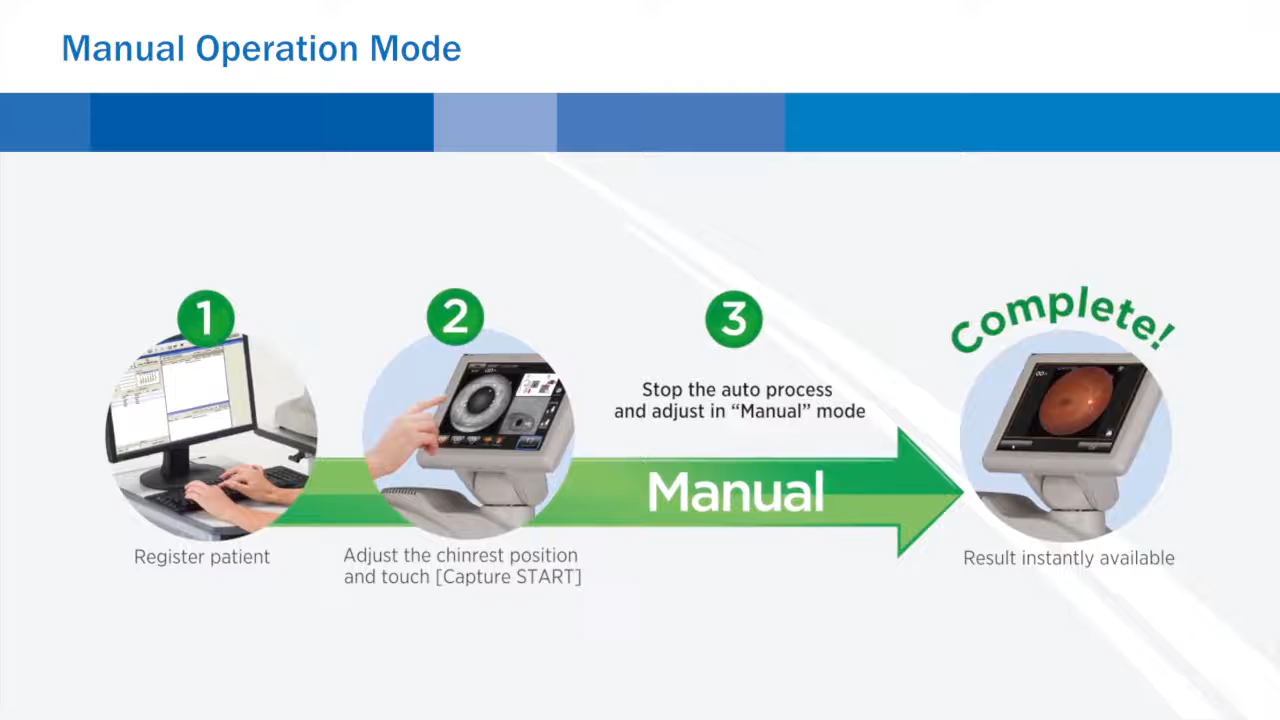 Manual Operation Mode
1
2
3
Complete!
Stop the auto process
and adjust in “Manual” mode
Manual
Register patient
Adjust the chinrest position
and touch [Capture START]
Result instantly available